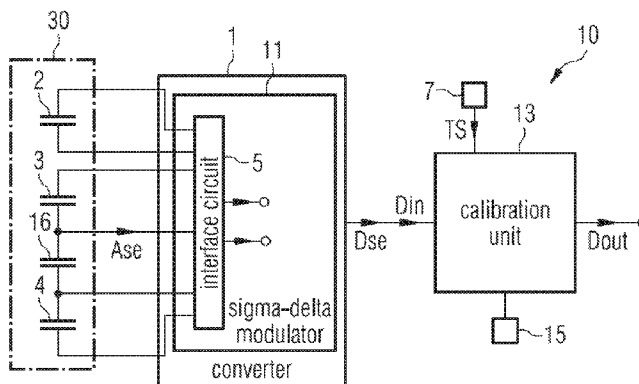 30
2
3
16
4
Ase
1
11
5
interface circuit
sigma-delta
modulator
converter
Dse
Din
7
TS
10
13
calibration
unit
Dout
15